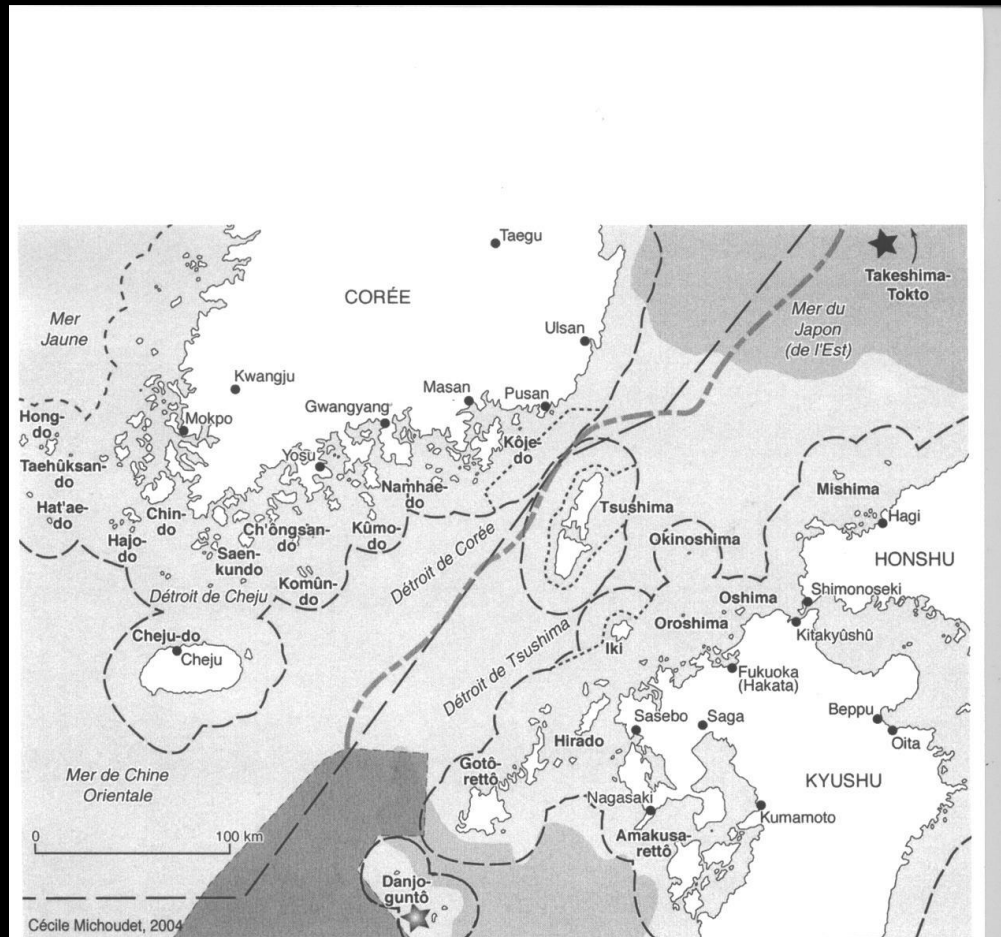 Taegu
CORÉE
Takeshima-
Tokto
Mer
Jaune
Mer du
Japon
(de l'Est)
Ulsan
Kwangju
Masan
Pusan
Gwangyang
Mokpo
Hong-
do
Kôje-
do
Yosu
Taehûksan-
do
Namhae-
do
Mishima
Hat'ae-
do
Tsushima
Hagi
Chin-
do
Hajo-
do
Ch'ôngsan-
do
Kûmo-
do
Okinoshima
Saen-
kundo
HONSHU
Komûn-
do
Détroit de Corée
Détroit de Cheju
Oshima
Shimonoseki
Cheju-do
Cheju
Oroshima
Kitakyûshû
Iki
Détroit de Tsushima
Fukuoka
(Hakata)
Sasebo
Saga
Beppu
Oita
Hirado
Gotô-
rettô
Mer de Chine
Orientale
KYUSHU
Nagasaki
Kumamoto
0
100 km
Amakusa-
rettô
Danjo-
guntô
Cécile Michoudet, 2004